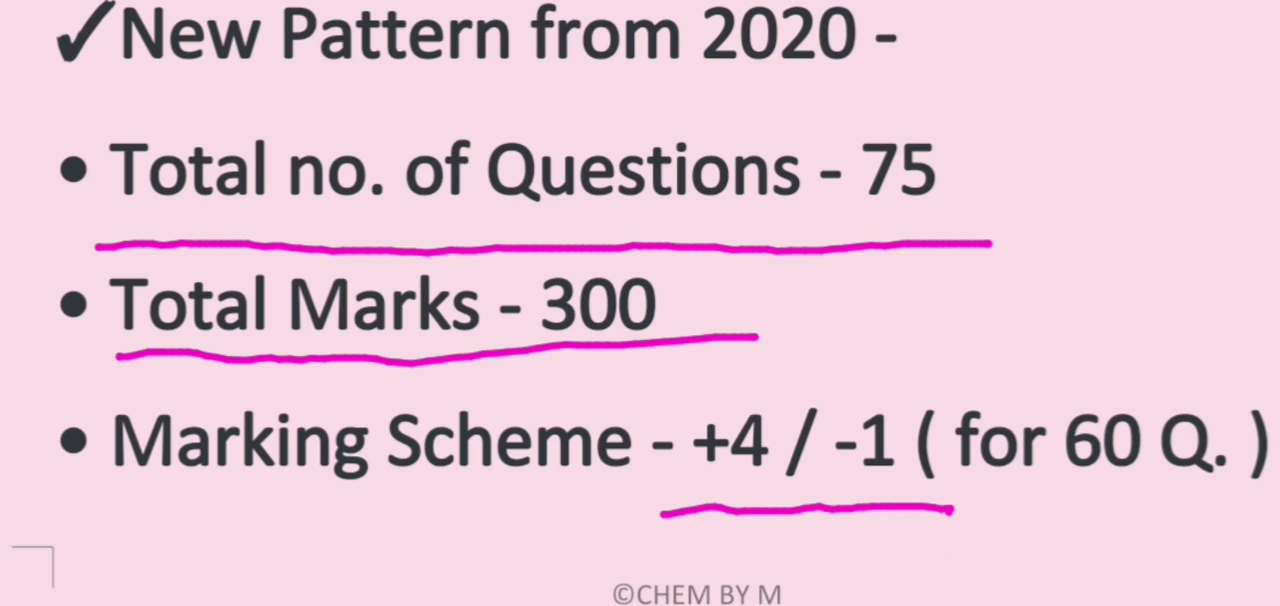 ✓New Pattern from 2020 -
• Total no. of Questions - 75
• Total Marks - 300
• Marking Scheme - +4 / -1 ( for 60 Q. )
©CHEM BY M